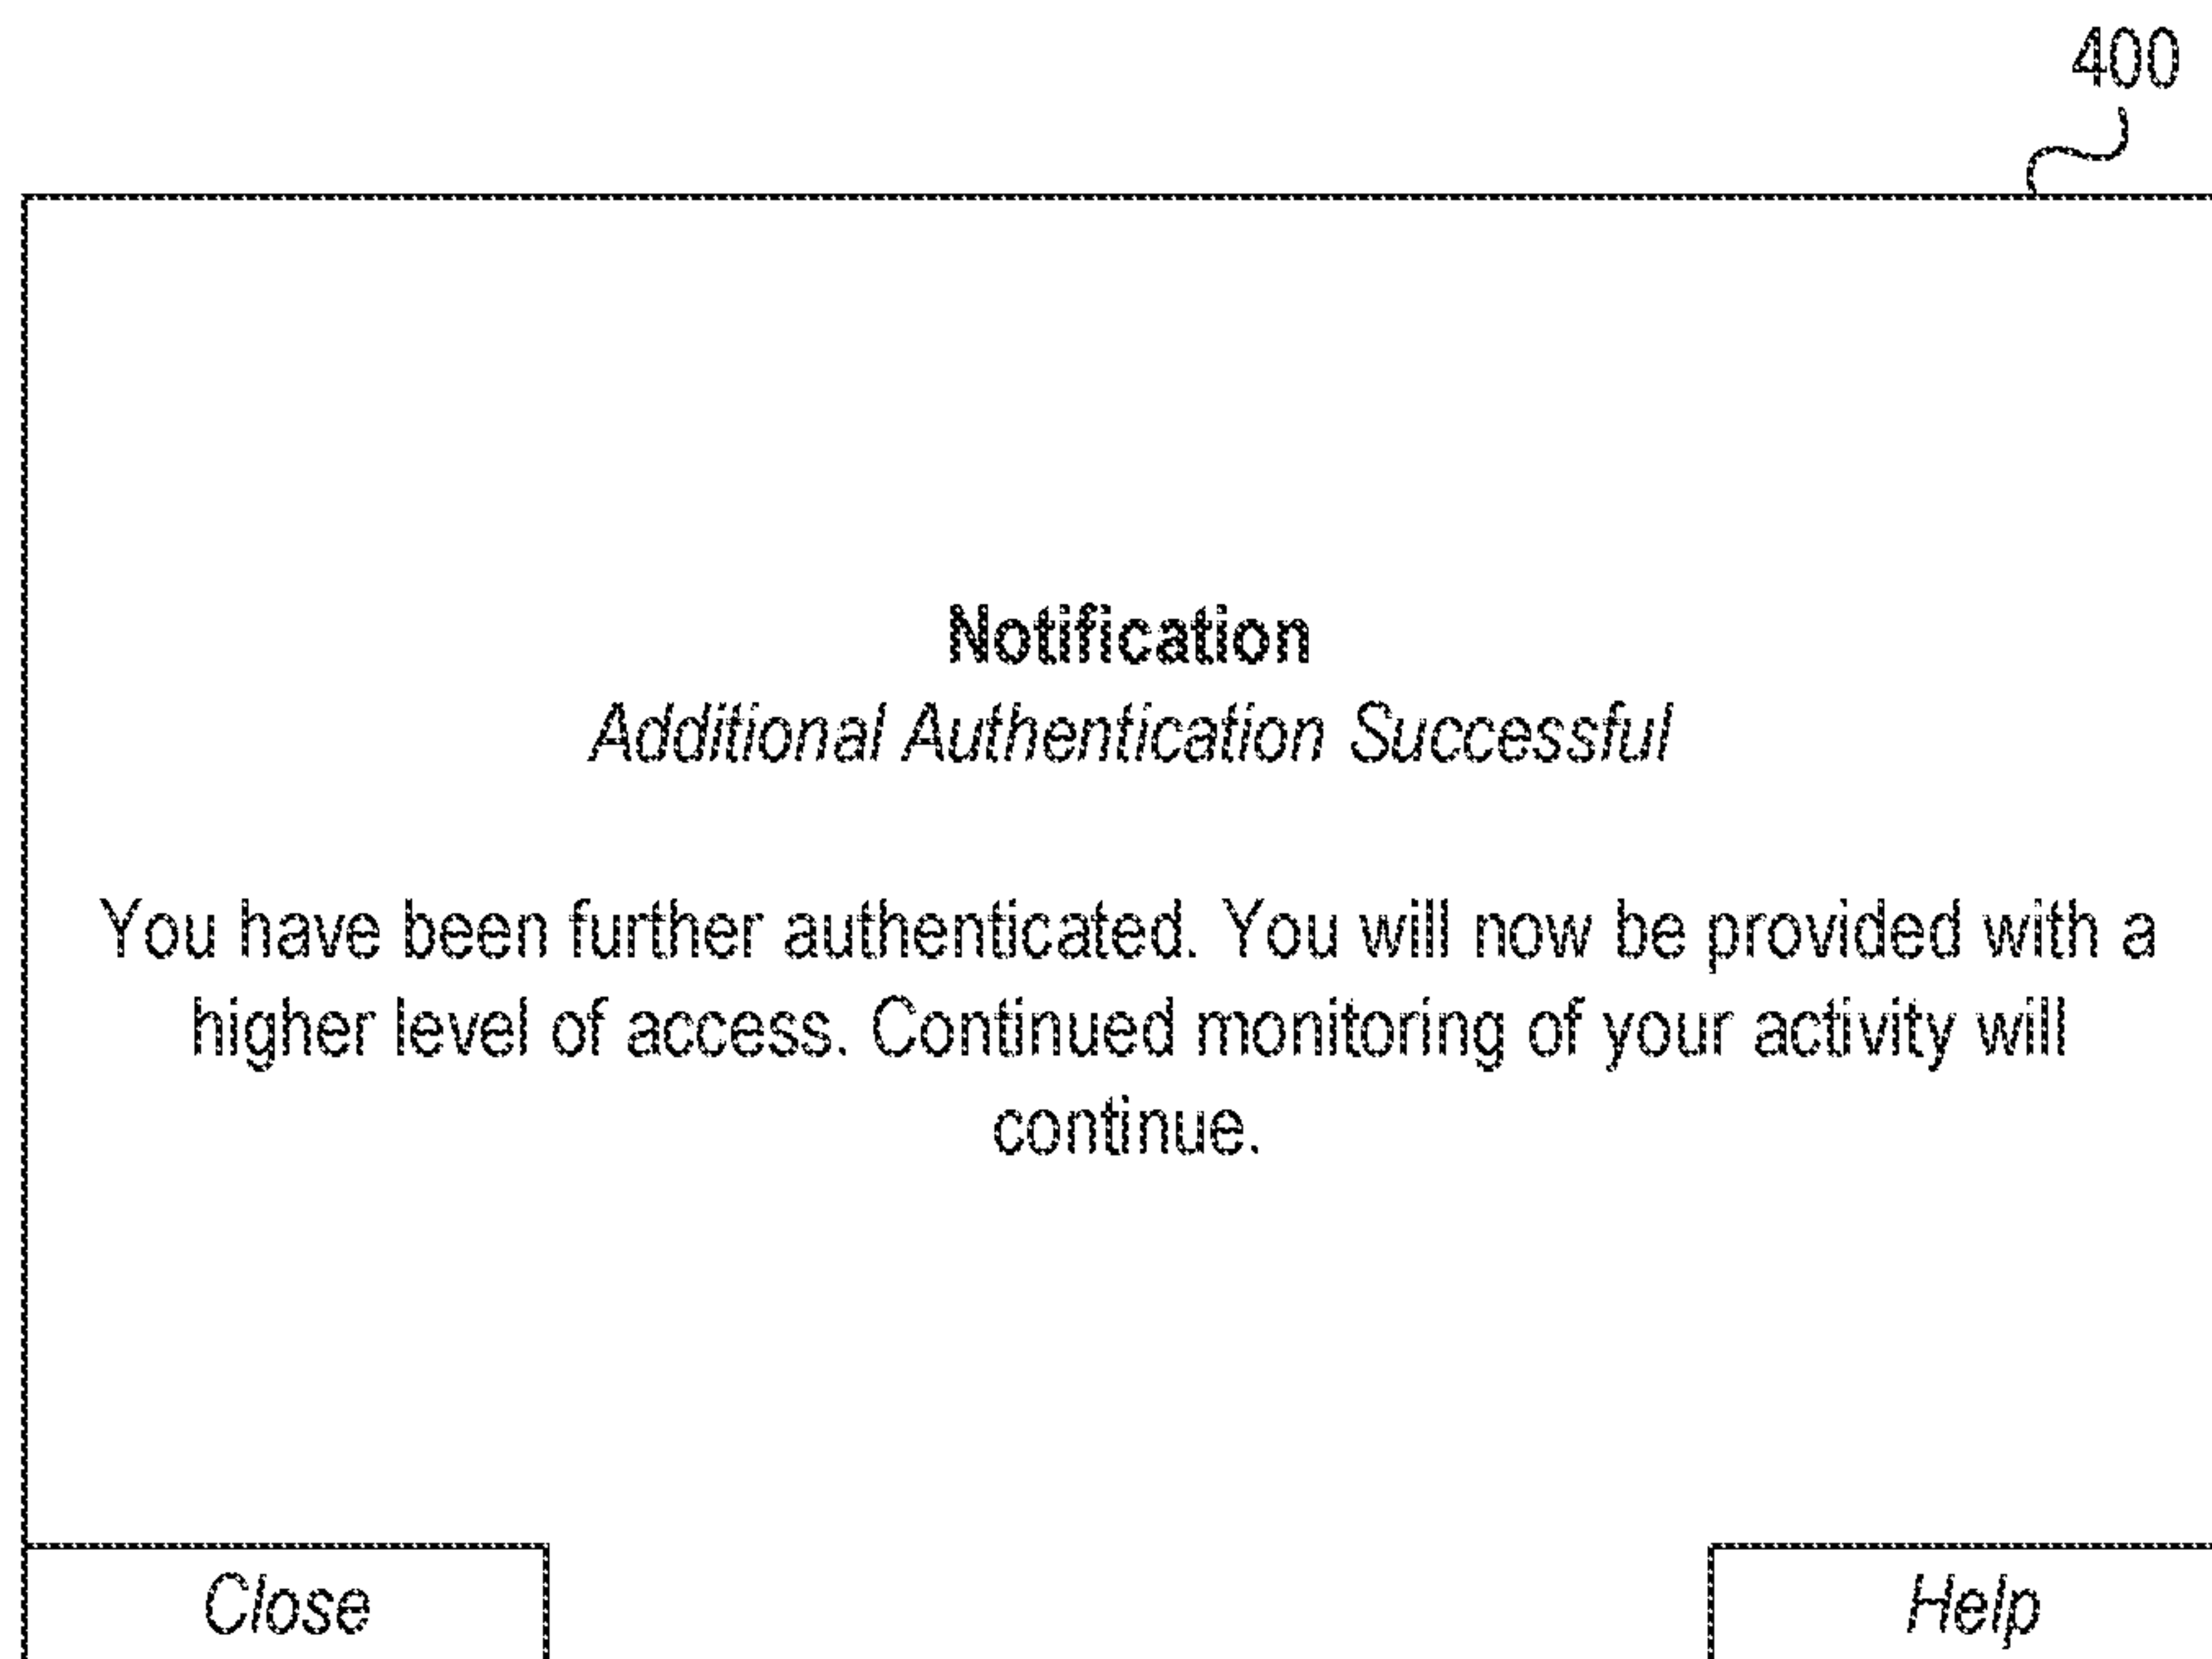 400
Notification
Additional Authentication Successful
You have been further authenticated. You will now be provided with a
higher level of access. Continued monitoring of your activity will
continue.
Close
Help